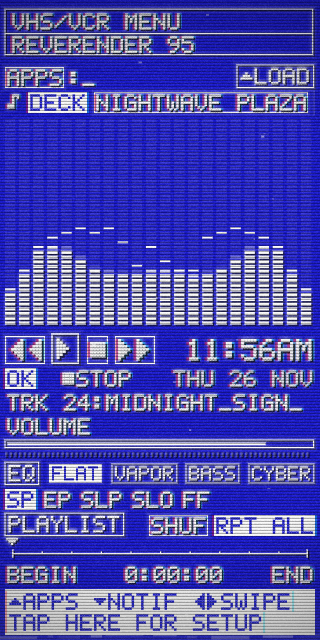 VHS/VCR MENU
REVERENDER 95
APPS:_ ▲LOAD
♪ DECK NIGHTWAVE PLAZA
11:56AM
OK ■STOP THU 26 NOV
TRK 24:MIDNIGHT_SIGN_
VOLUME
EQ FLAT VAPOR BASS CYBER
SP EP SLP SLO FF
PLAYLIST SHUF RPT ALL
BEGIN 0:00:00 END
▲APPS ▼NOTIF ◀▶SWIPE
TAP HERE FOR SETUP